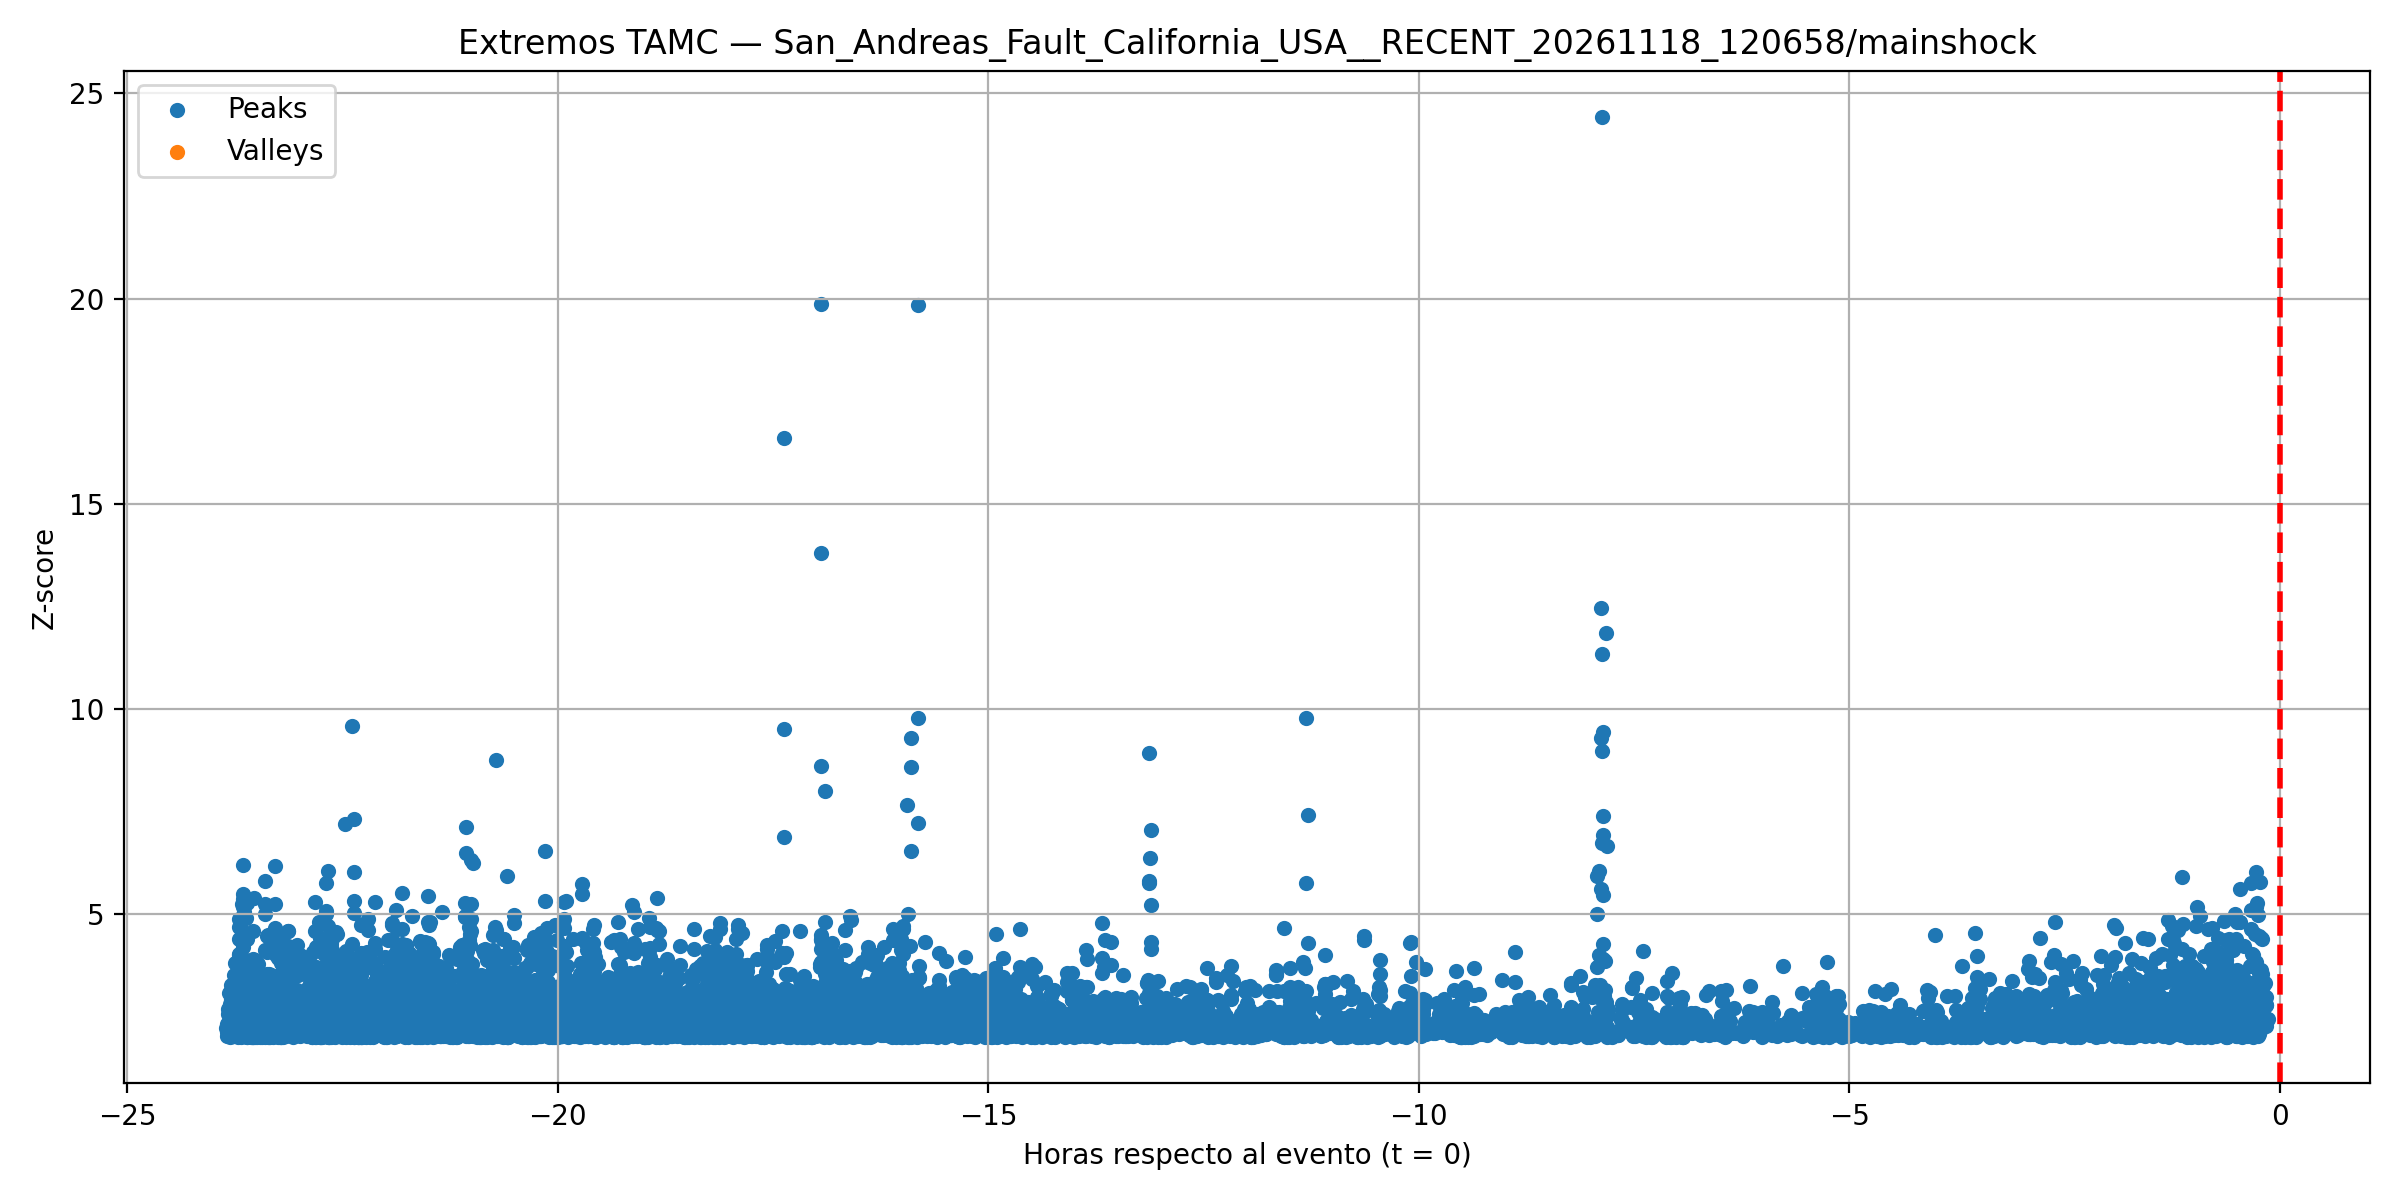 Extremos TAMC — San_Andreas_Fault_California_USA__RECENT_20261118_120658/mainshock
Peaks
Valleys
25
20
15
10
5
Z-score
−25
−20
−15
−10
−5
0
Horas respecto al evento (t = 0)